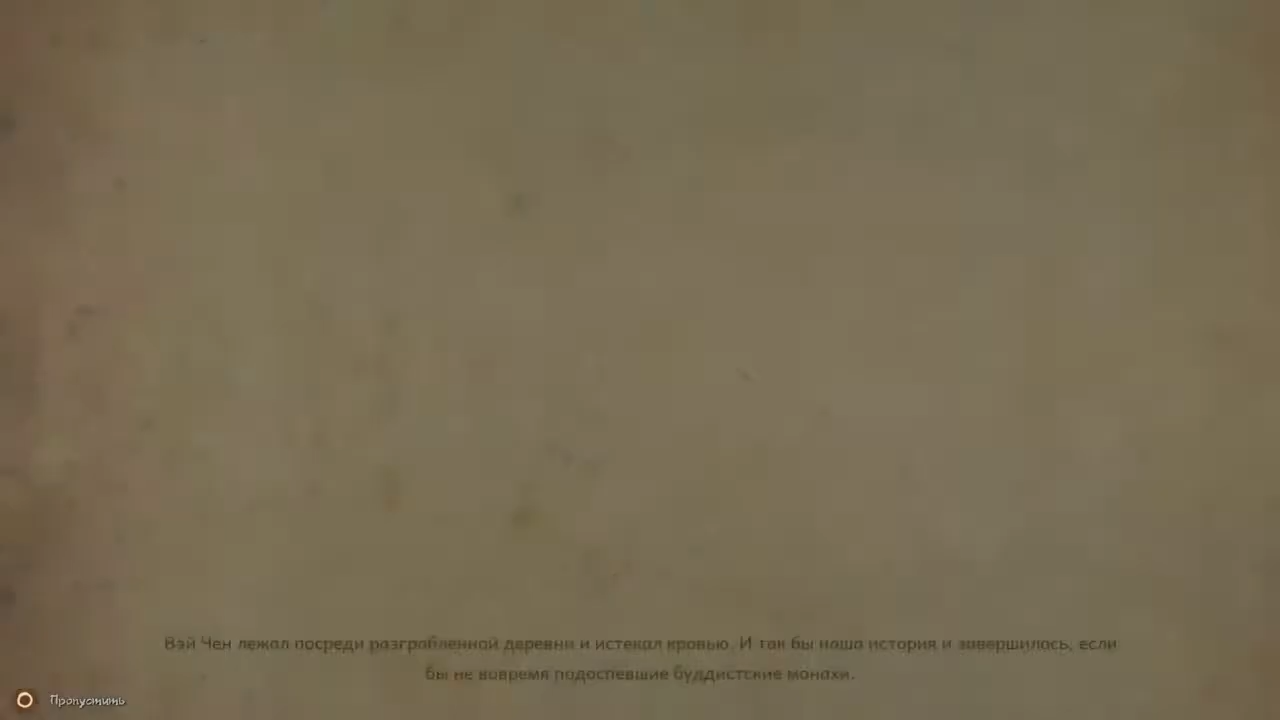 Вэй Чен лежал посреди разграбленной деревни и истекал кровью. И так бы наша история и завершилась, если
бы не вовремя подоспевшие буддистские монахи.
Пропустить